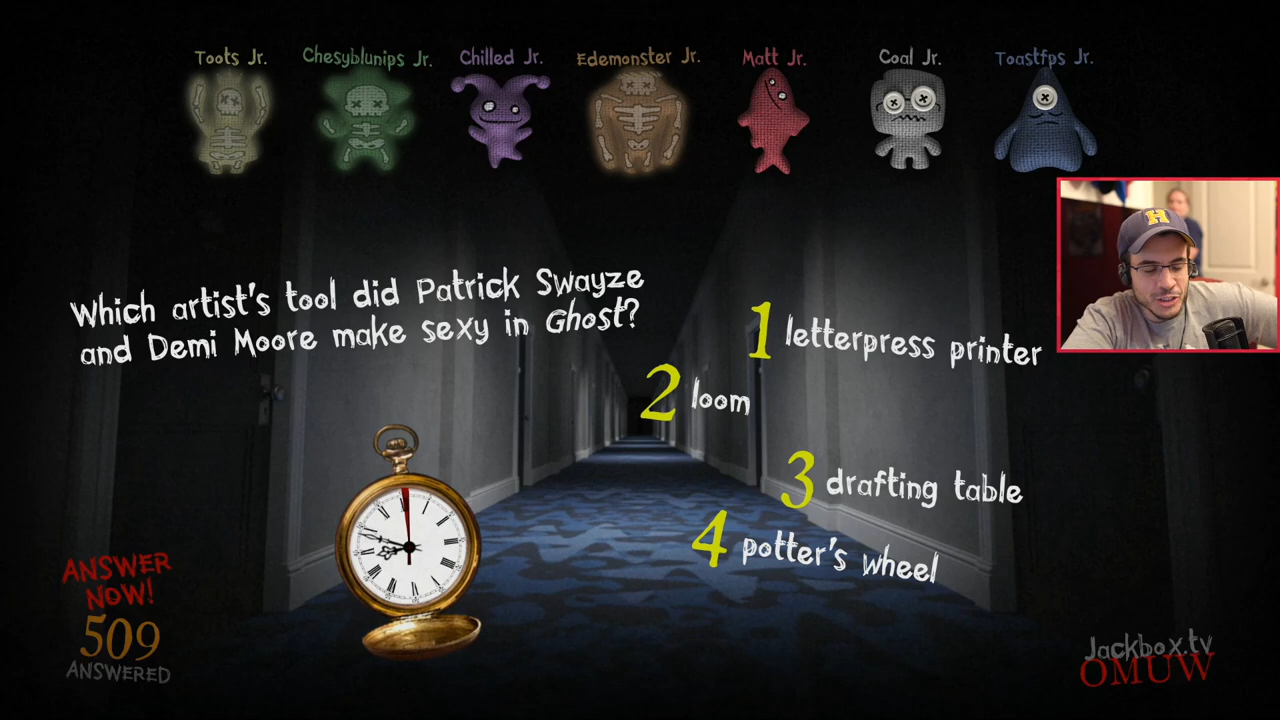 Toots Jr. Chesyblunips Jr. Chilled Jr. Edemonster Jr. Matt Jr. Coal Jr. Toastfps Jr.
H
Which artist's tool did Patrick Swayze
and Demi Moore make sexy in Ghost?
1 letterpress printer
2 loom
3 drafting table
4 potter's wheel
ANSWER
NOW!
509
ANSWERED
Jackbox.tv
OMUW